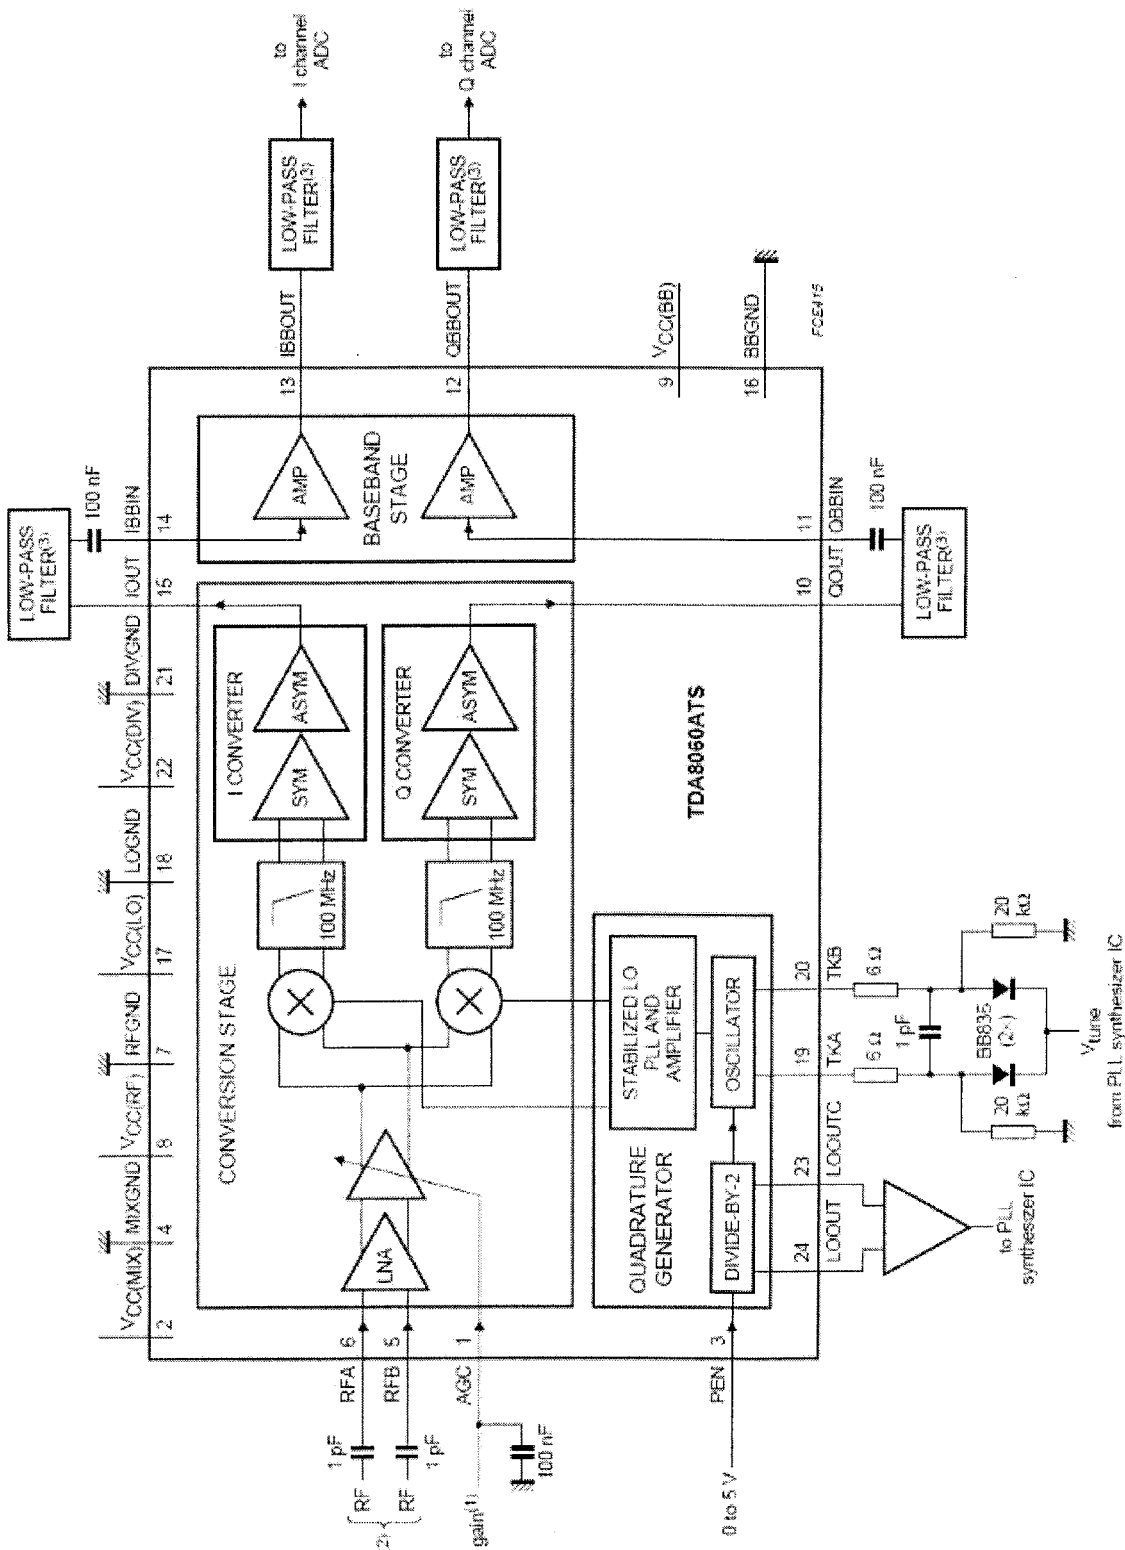 VCC(MIX)
MIXGND
VCC(RF)
RFGND
VCC(LO)
LOGND
VCC(DIV)
DIVGND
IOUT
IBBIN
2
4
8
7
17
18
22
21
15
14
LOW-PASS
FILTER(3)
100 nF
RF
1 pF
RFA
6
RF
1 pF
RFB
5
gain(1)
AGC
1
100 nF
CONVERSION STAGE
LNA
100 MHz
I CONVERTER
SYM
ASYM
100 MHz
Q CONVERTER
SYM
ASYM
AMP
BASEBAND
STAGE
AMP
13
IBBOUT
LOW-PASS
FILTER(3)
to
I channel
ADC
12
QBBOUT
LOW-PASS
FILTER(3)
to
Q channel
ADC
9
VCC(BB)
16
BBGND
FCE415
QUADRATURE
GENERATOR
STABILIZED LO
PLL AND
AMPLIFIER
DIVIDE-BY-2
OSCILLATOR
TDA8060ATS
0 to 5 V
PEN
3
24
23
19
20
10
11
LOOUT
LOOUTC
TKA
TKB
QOUT
QBBIN
6 Ω
6 Ω
1 pF
20
kΩ
BB835
(2×)
20
kΩ
100 nF
LOW-PASS
FILTER(3)
to PLL
synthesizer IC
Vtune
from PLL synthesizer IC